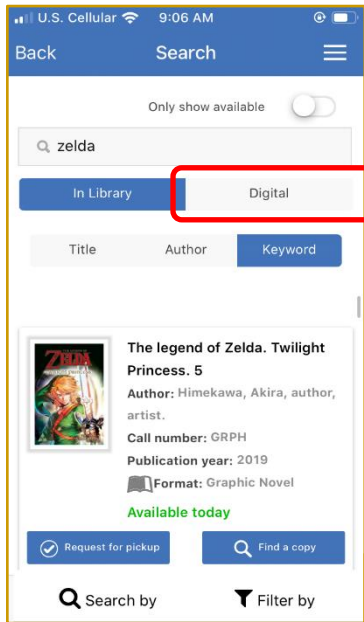 U.S. Cellular 9:06 AM
Back Search
Only show available
zelda
In Library Digital
Title Author Keyword
ZELDA
The legend of Zelda. Twilight
Princess. 5
Author: Himekawa, Akira, author,
artist.
Call number: GRPH
Publication year: 2019
Format: Graphic Novel
Available today
Request for pickup Find a copy
Search by Filter by